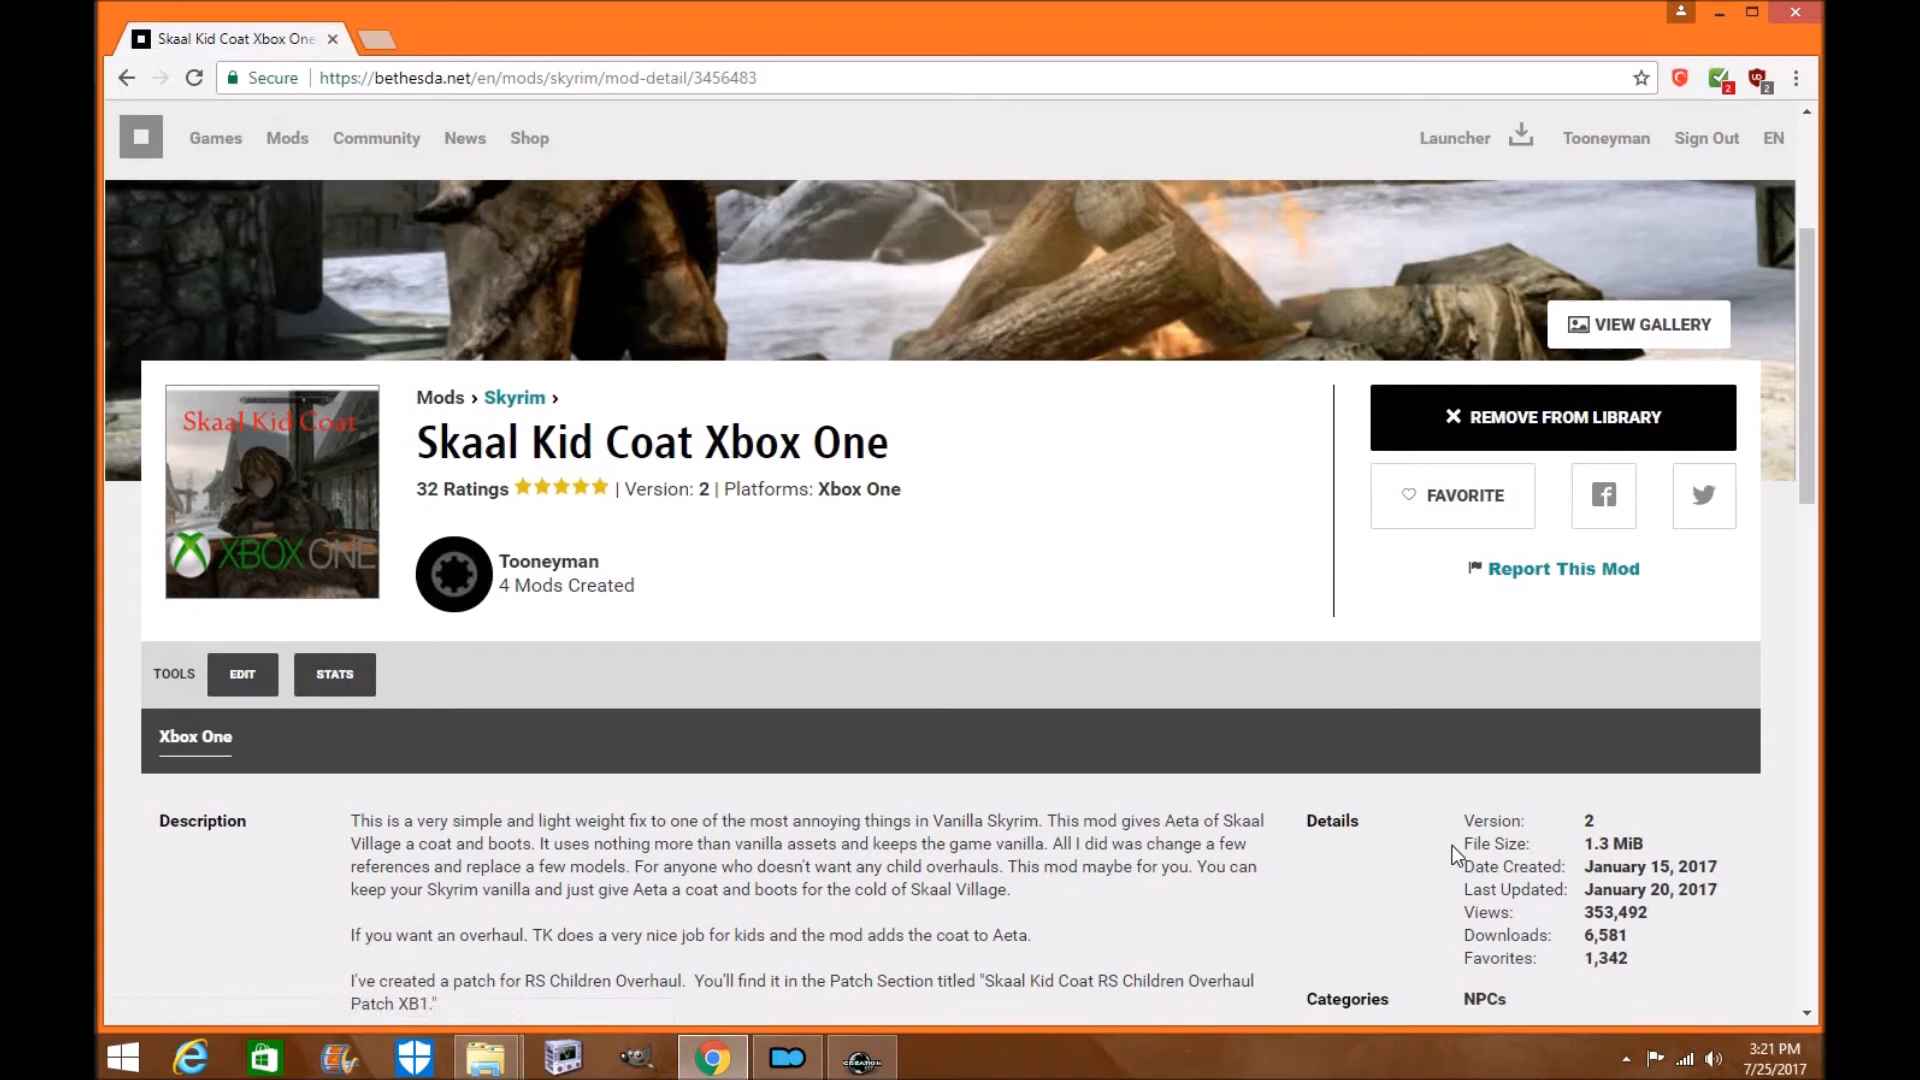 Skaal Kid Coat Xbox One
Secure
https://bethesda.net/en/mods/skyrim/mod-detail/3456483
2
2
Games Mods Community News Shop
Launcher Tooneyman Sign Out EN
VIEW GALLERY
Skaal Kid Coat
XBOX ONE
Mods › Skyrim ›
Skaal Kid Coat Xbox One
32 Ratings | Version: 2 | Platforms: Xbox One
Tooneyman
4 Mods Created
REMOVE FROM LIBRARY
FAVORITE
Report This Mod
TOOLS EDIT STATS
Xbox One
Description
This is a very simple and light weight fix to one of the most annoying things in Vanilla Skyrim. This mod gives Aeta of Skaal
Village a coat and boots. It uses nothing more than vanilla assets and keeps the game vanilla. All I did was change a few
references and replace a few models. For anyone who doesn't want any child overhauls. This mod maybe for you. You can
keep your Skyrim vanilla and just give Aeta a coat and boots for the cold of Skaal Village.
If you want an overhaul. TK does a very nice job for kids and the mod adds the coat to Aeta.
I've created a patch for RS Children Overhaul. You'll find it in the Patch Section titled "Skaal Kid Coat RS Children Overhaul
Patch XB1."
Details
Version: 2
File Size: 1.3 MiB
Date Created: January 15, 2017
Last Updated: January 20, 2017
Views: 353,492
Downloads: 6,581
Favorites: 1,342
Categories NPCs
3:21 PM
7/25/2017